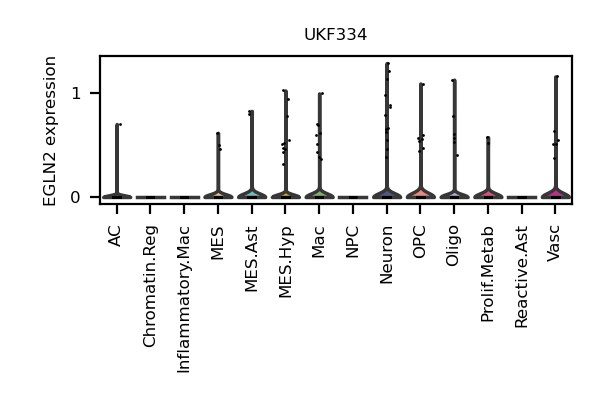 UKF334
EGLN2 expression
1
0
AC
Chromatin.Reg
Inflammatory.Mac
MES
MES.Ast
MES.Hyp
Mac
NPC
Neuron
OPC
Oligo
Prolif.Metab
Reactive.Ast
Vasc